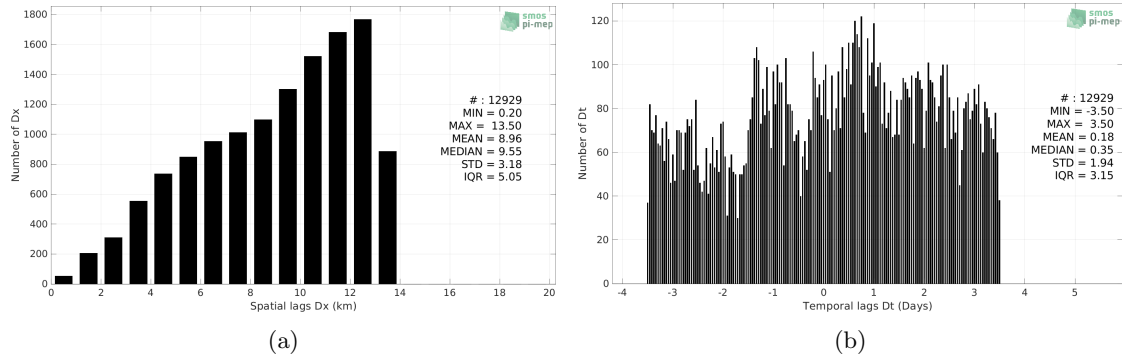 smos
pi-mep
1800
1600
1400
1200
1000
800
600
400
200
0
Number of Dx
# : 12929
MIN = 0.20
MAX = 13.50
MEAN = 8.96
MEDIAN = 9.55
STD = 3.18
IQR = 5.05
0 2 4 6 8 10 12 14 16 18 20
Spatial lags Dx (km)
(a)
smos
pi-mep
120
100
80
60
40
20
0
Number of Dt
# : 12929
MIN = -3.50
MAX = 3.50
MEAN = 0.18
MEDIAN = 0.35
STD = 1.94
IQR = 3.15
-4 -3 -2 -1 0 1 2 3 4 5
Temporal lags Dt (Days)
(b)